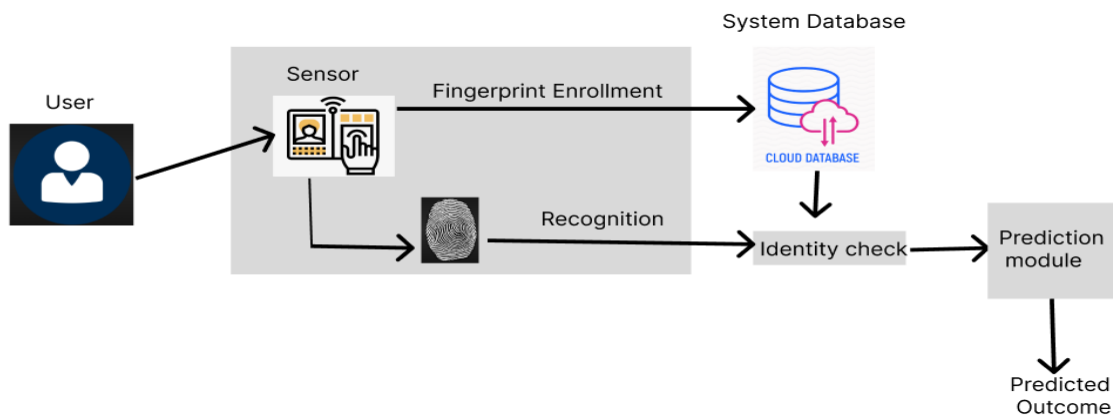 System Database
Sensor
User
Fingerprint Enrollment
CLOUD DATABASE
Recognition
Identity check
Prediction
module
Predicted
Outcome